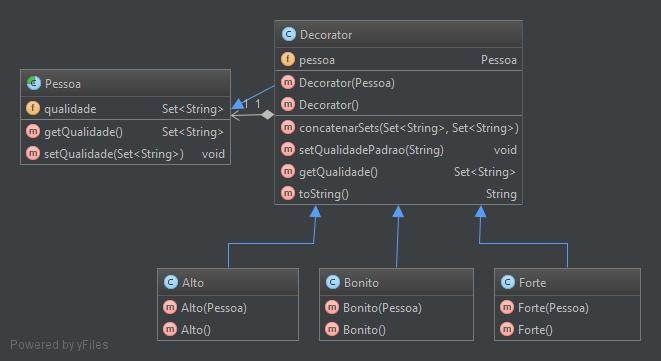 Decorator
pessoa Pessoa
Decorator(Pessoa)
Decorator()
concatenarSets(Set<String>, Set<String>)
setQualidadePadrao(String) void
getQualidade() Set<String>
toString() String
Pessoa
qualidade Set<String>
getQualidade() Set<String>
setQualidade(Set<String>) void
1 1
Alto
Alto(Pessoa)
Alto()
Bonito
Bonito(Pessoa)
Bonito()
Forte
Forte(Pessoa)
Forte()
Powered by yFiles